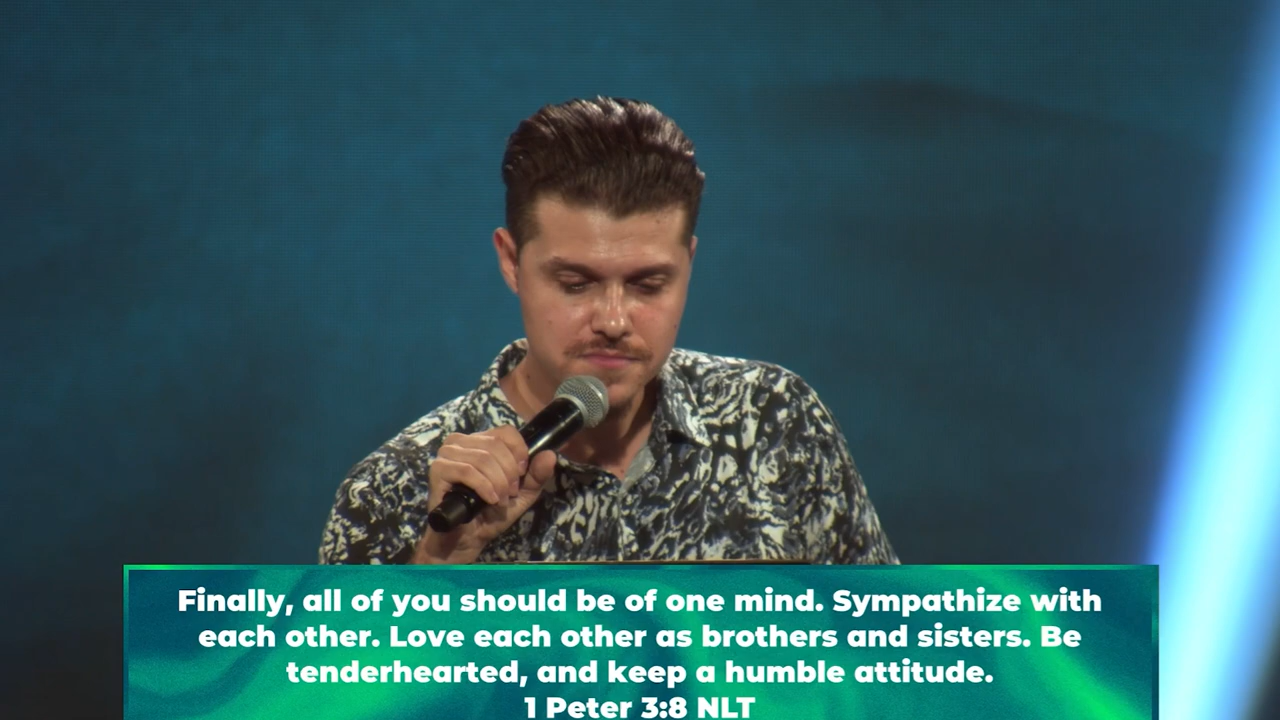 Finally, all of you should be of one mind. Sympathize with
each other. Love each other as brothers and sisters. Be
tenderhearted, and keep a humble attitude.
1 Peter 3:8 NLT